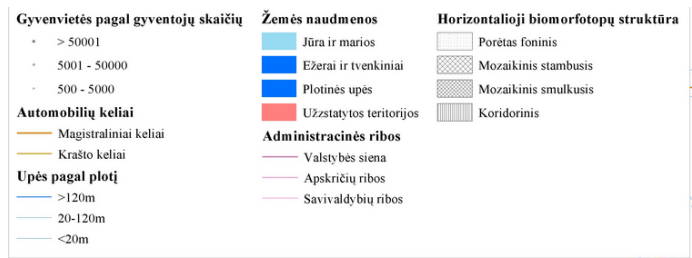 Gyvenvietės pagal gyventojų skaičių
> 50001
5001 - 50000
500 - 5000
Automobilių keliai
Magistraliniai keliai
Krašto keliai
Upės pagal plotį
>120m
20-120m
<20m
Žemės naudmenos
Jūra ir marios
Ežerai ir tvenkiniai
Plotinės upės
Užzstatytos teritorijos
Administracinės ribos
Valstybės siena
Apskričių ribos
Savivaldybių ribos
Horizontalioji biomorfotopų struktūra
Porėtas foninis
Mozaikinis stambusis
Mozaikinis smulkusis
Koridorinis